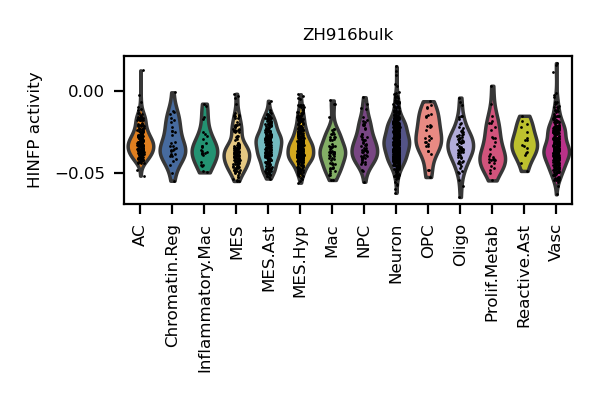 ZH916bulk
HINFP activity
0.00
−0.05
AC
Chromatin.Reg
Inflammatory.Mac
MES
MES.Ast
MES.Hyp
Mac
NPC
Neuron
OPC
Oligo
Prolif.Metab
Reactive.Ast
Vasc